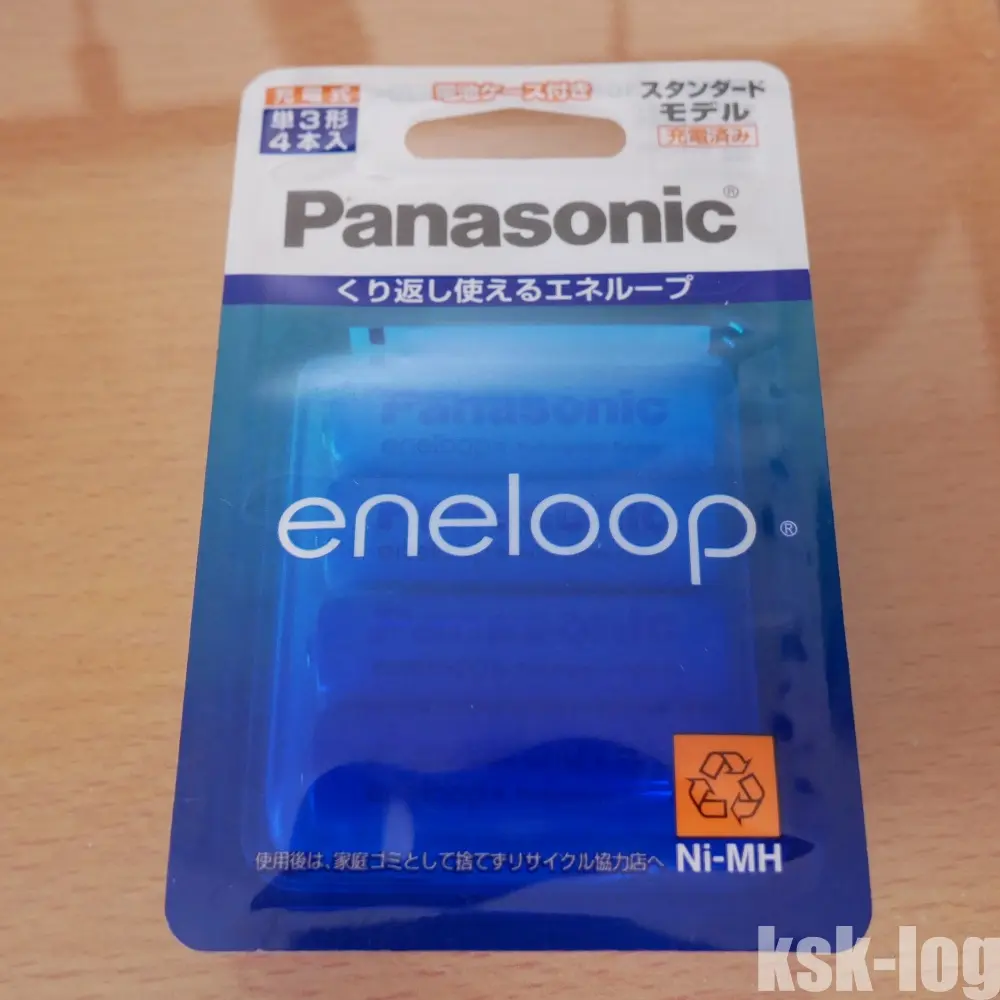 充電式
単3形
4本入
電池ケース付き
スタンダード
モデル
充電済み
Panasonic®
くり返し使えるエネループ
Panasonic
eneloop
eneloop®
Panasonic
使用後は、家庭ゴミとして捨てずリサイクル協力店へ
Ni-MH
ksk-log